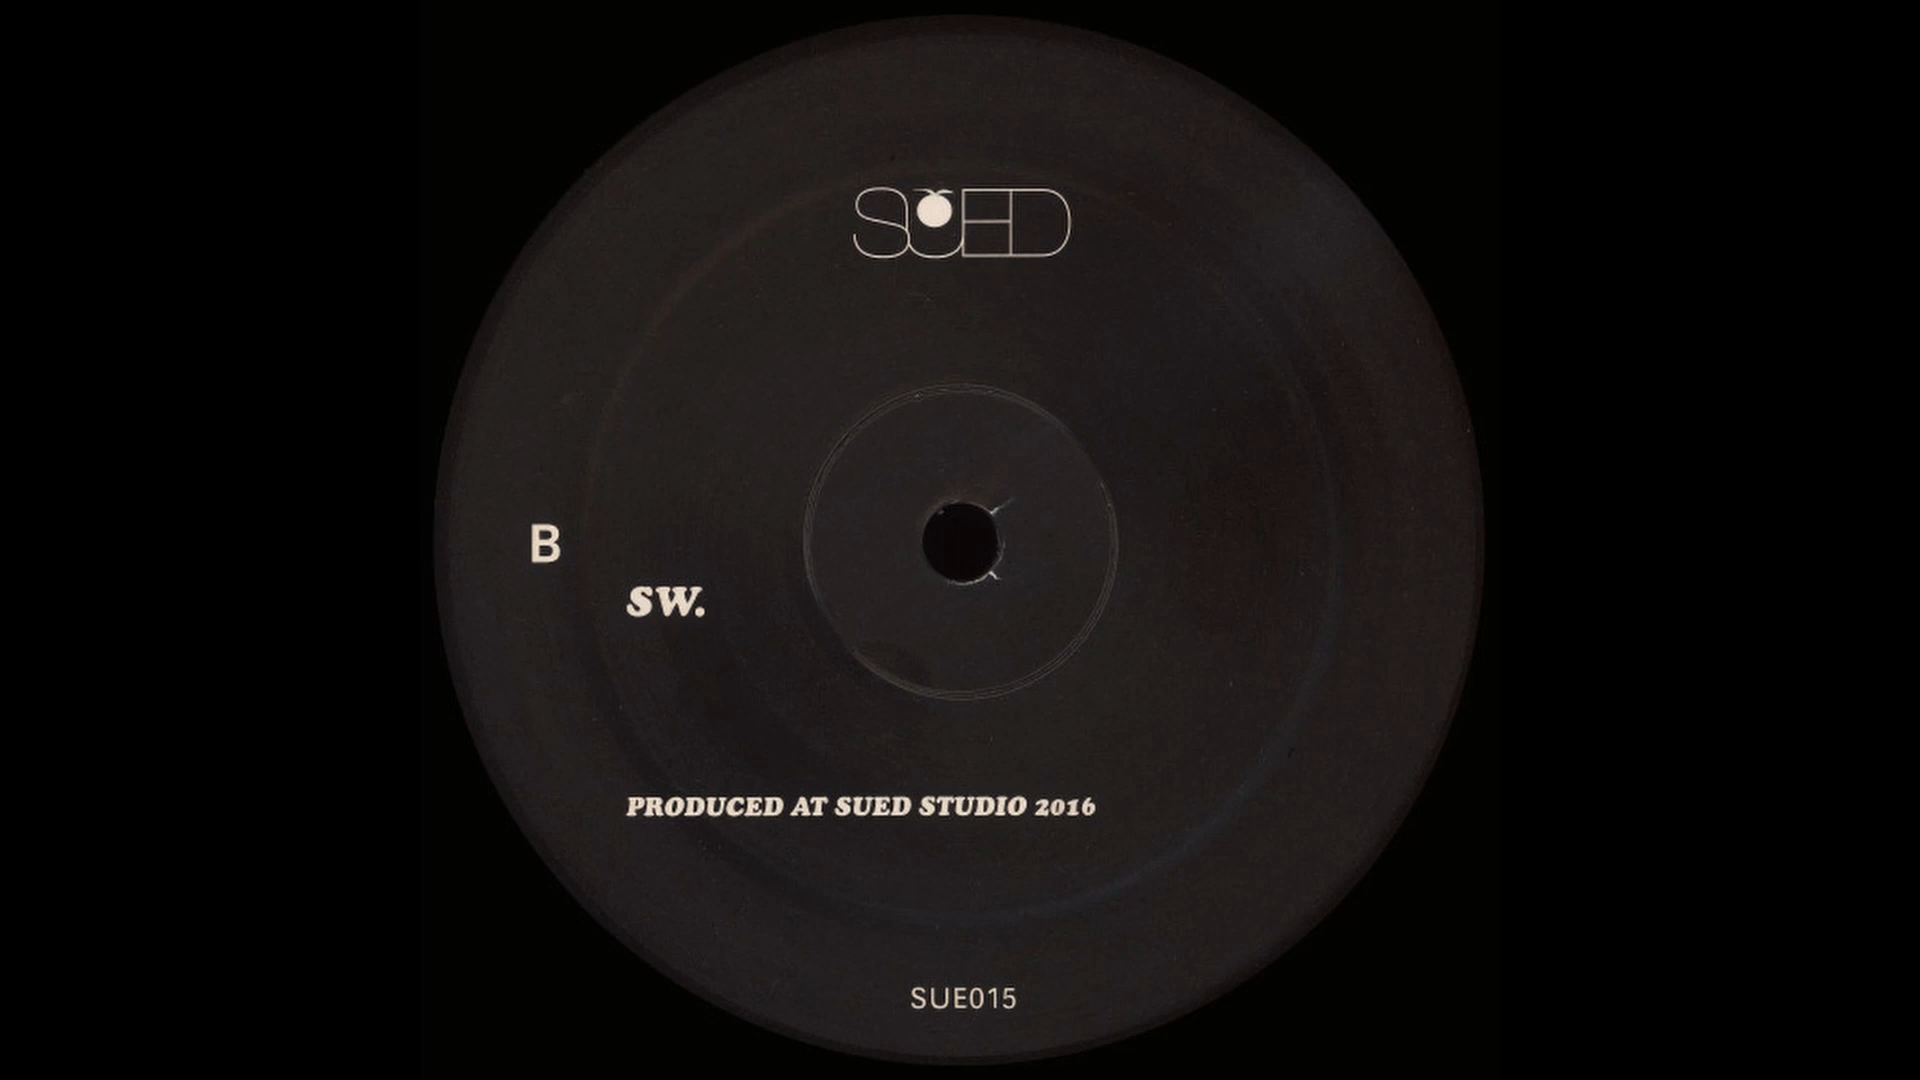 SUED
B
SW.
PRODUCED AT SUED STUDIO 2016
SUE015